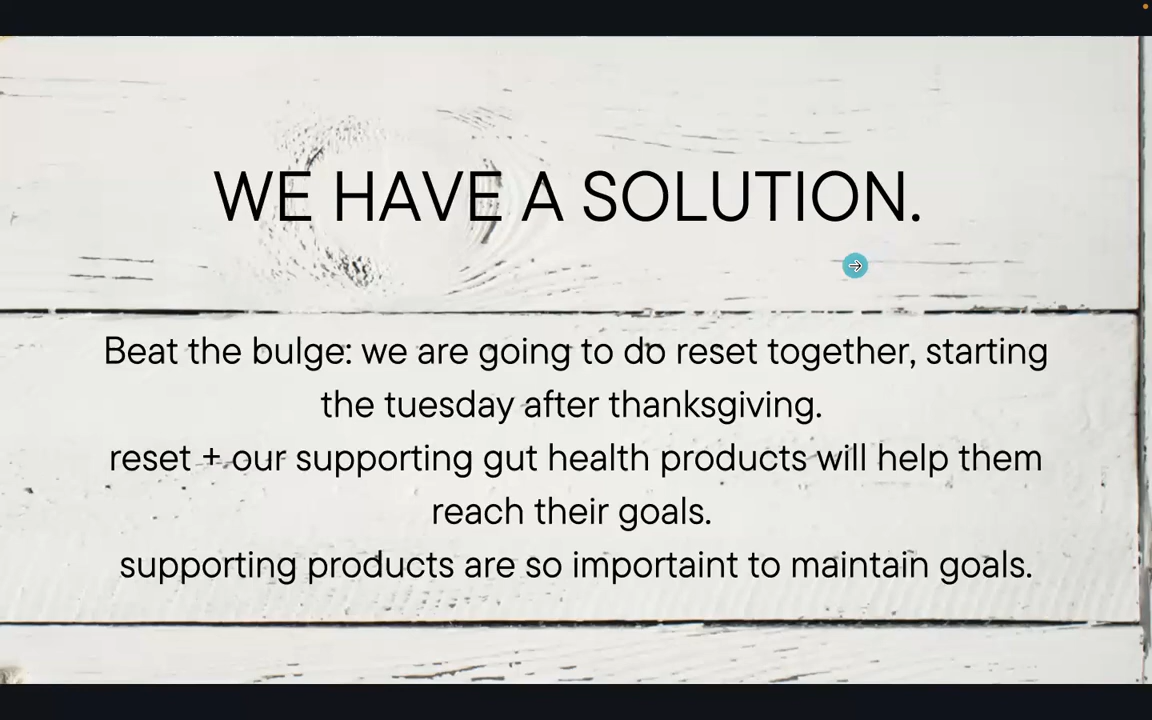 WE HAVE A SOLUTION.
Beat the bulge: we are going to do reset together, starting
the tuesday after thanksgiving.
reset + our supporting gut health products will help them
reach their goals.
supporting products are so importaint to maintain goals.